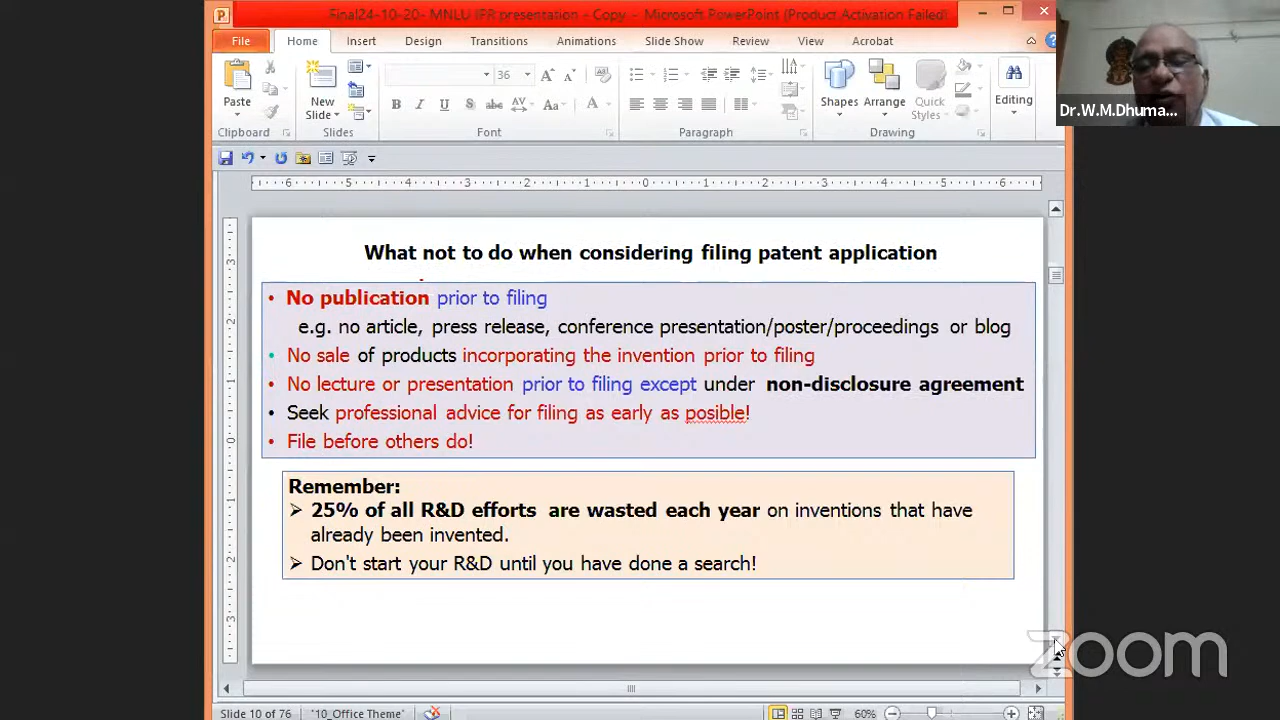 Final24-10-20- MNLU IPR presentation - Copy - Microsoft PowerPoint (Product Activation Failed)
File Home Insert Design Transitions Animations Slide Show Review View Acrobat
36
Paste New Slide Shapes Arrange Quick Styles Editing
Clipboard Slides Font Paragraph Drawing
Dr.W.M.Dhuma...
What not to do when considering filing patent application
• No publication prior to filing
e.g. no article, press release, conference presentation/poster/proceedings or blog
• No sale of products incorporating the invention prior to filing
• No lecture or presentation prior to filing except under non-disclosure agreement
• Seek professional advice for filing as early as posible!
• File before others do!
Remember:
➢ 25% of all R&D efforts are wasted each year on inventions that have
already been invented.
➢ Don't start your R&D until you have done a search!
zoom
Slide 10 of 76 '10_Office Theme' 60%